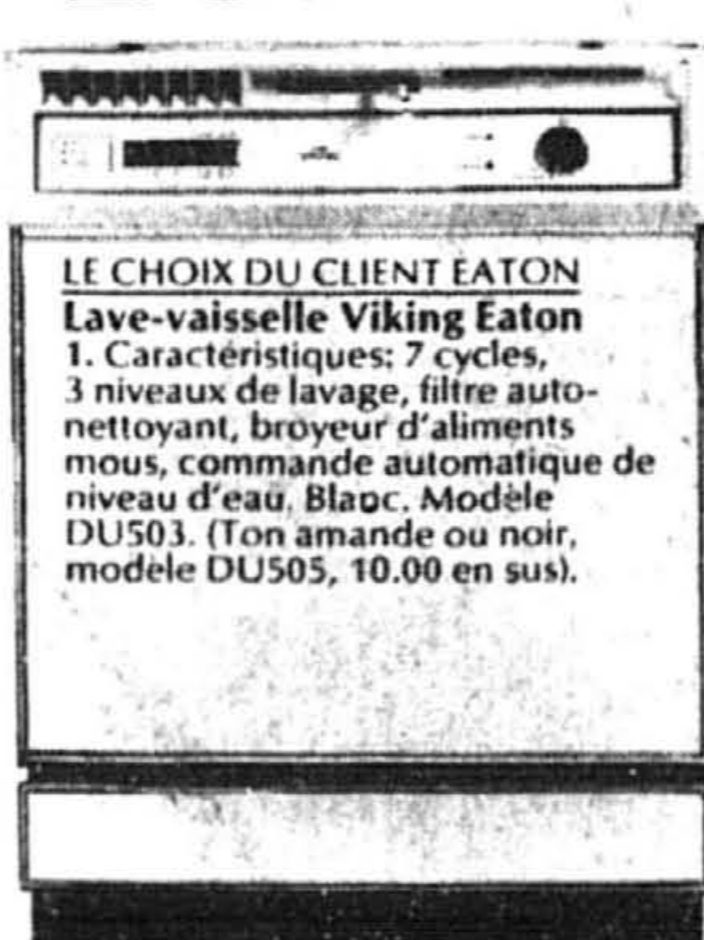 LE CHOIX DU CLIENT EATON
Lave-vaisselle Viking Eaton
1. Caractéristiques: 7 cycles,
3 niveaux de lavage, filtre auto-
nettoyant, broyeur d'aliments
mous, commande automatique de
niveau d'eau. Blanc. Modèle
DU503. (Ton amande ou noir,
modèle DU505, 10.00 en sus).